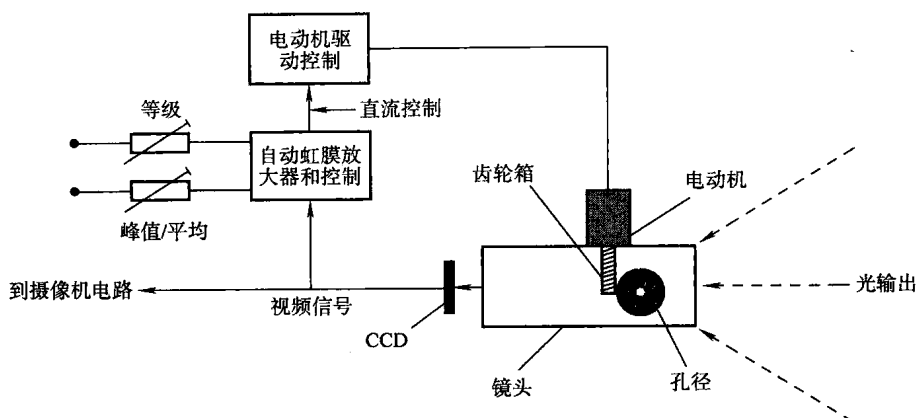 电动机驱
动控制
等级
直流控制
自动虹膜放
大器和控制
齿轮箱
电动机
峰值/平均
到摄像机电路
视频信号
光输出
CCD
镜头
孔径